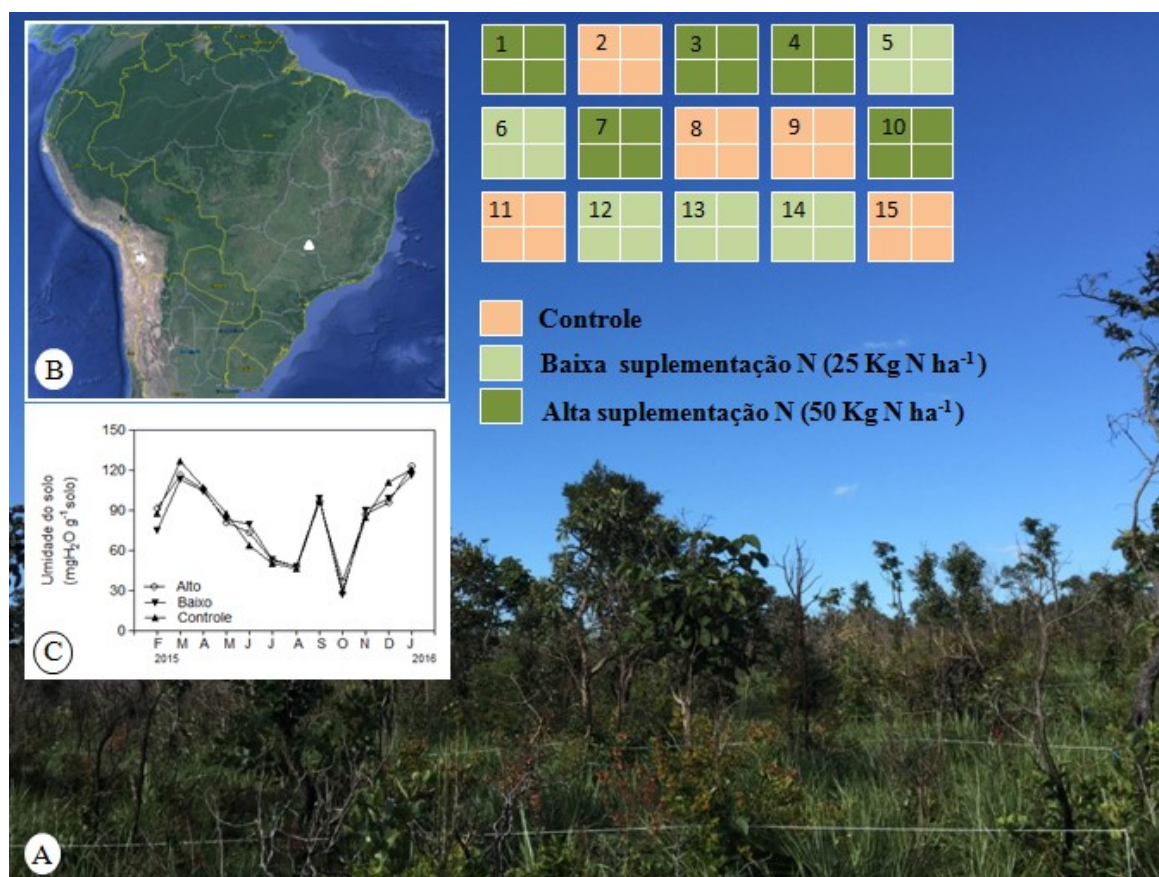 1 2 3 4 5
6 7 8 9 10
11 12 13 14 15
Controle
Baixa suplementação N (25 Kg N ha⁻¹)
Alta suplementação N (50 Kg N ha⁻¹)
B
150
120
90
60
30
0
Umidade do solo
(mgH₂O g⁻¹solo)
Alto
Baixo
Controle
F M A M J J A S O N D J
2015 2016
C
A